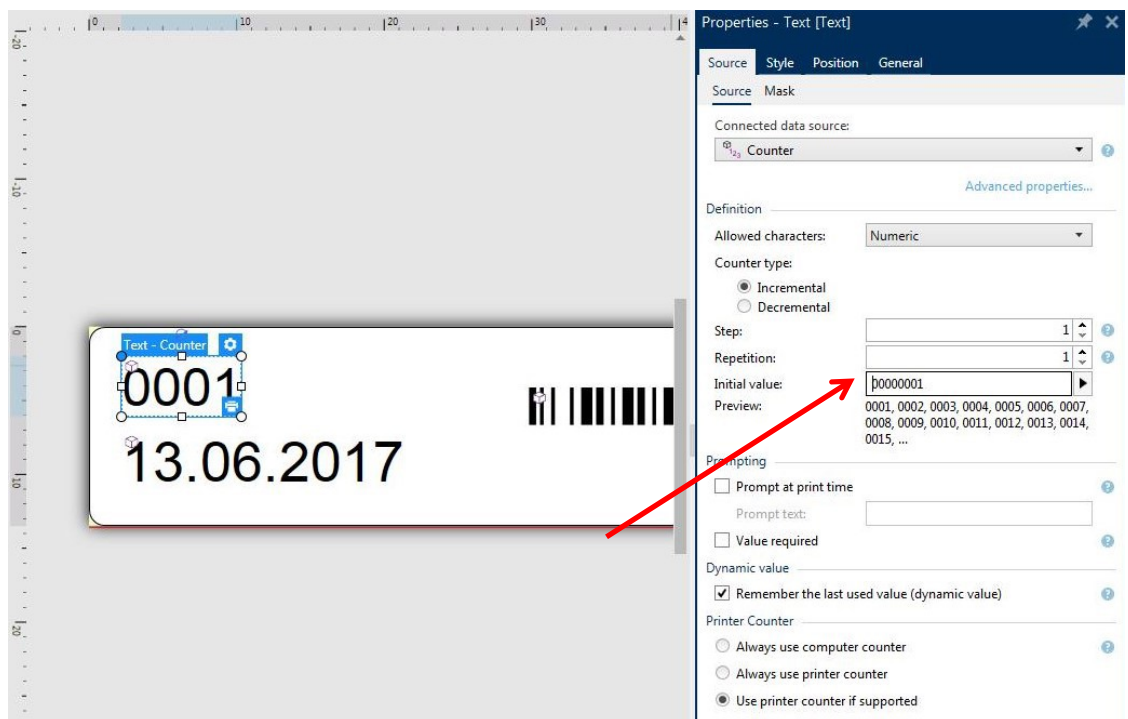 0 10 20 30 4
-20
-10
0
10
20
Text - Counter
0001
13.06.2017
Properties - Text [Text]
Source Style Position General
Source Mask
Connected data source:
123 Counter
Advanced properties...
Definition
Allowed characters: Numeric
Counter type:
Incremental
Decremental
Step: 1
Repetition: 1
Initial value: 00000001
Preview: 0001, 0002, 0003, 0004, 0005, 0006, 0007,
0008, 0009, 0010, 0011, 0012, 0013, 0014,
0015, ...
Prompting
Prompt at print time
Prompt text:
Value required
Dynamic value
Remember the last used value (dynamic value)
Printer Counter
Always use computer counter
Always use printer counter
Use printer counter if supported